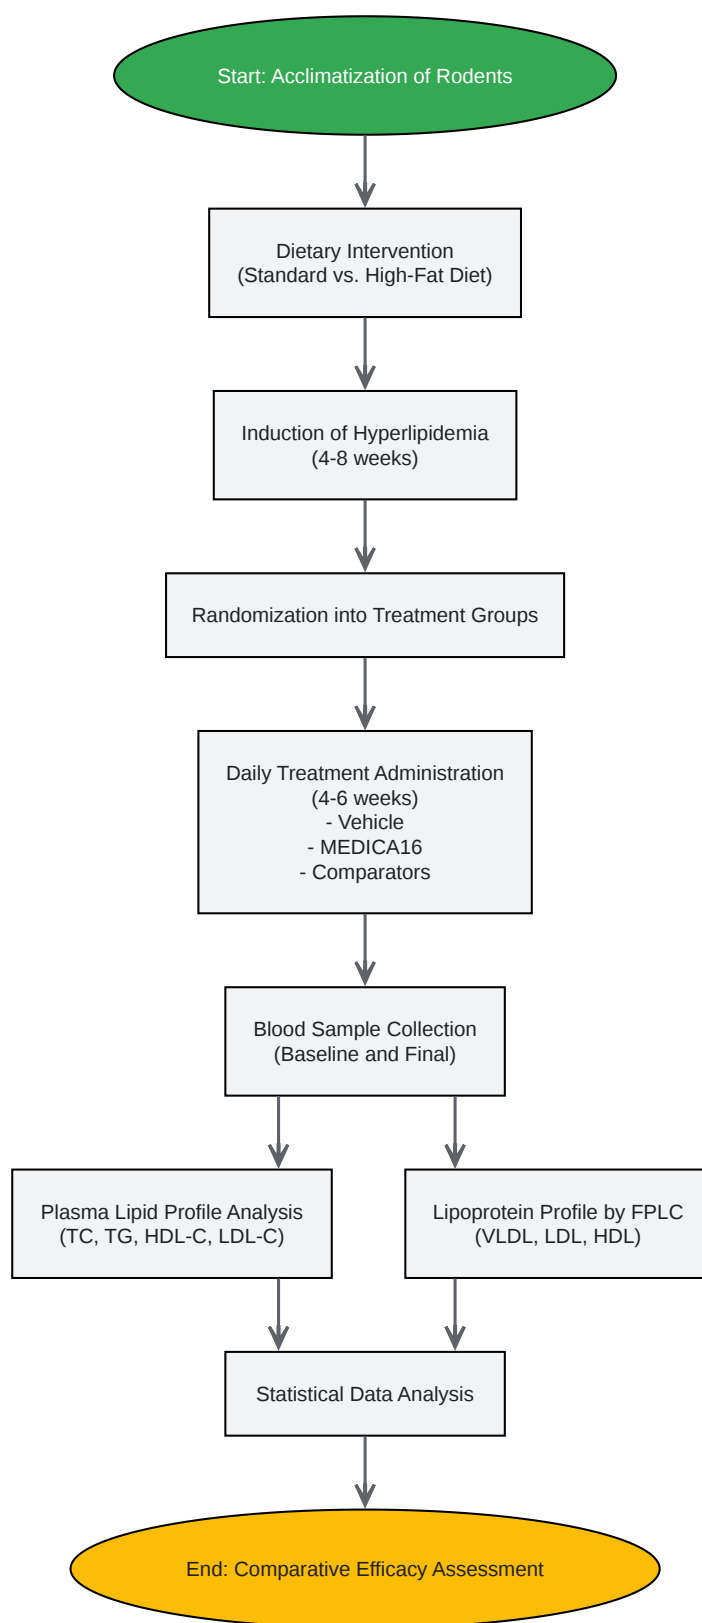 Start: Acclimatization of Rodents
Dietary Intervention
(Standard vs. High-Fat Diet)
Induction of Hyperlipidemia
(4-8 weeks)
Randomization into Treatment Groups
Daily Treatment Administration
(4-6 weeks)
- Vehicle
- MEDICA16
- Comparators
Blood Sample Collection
(Baseline and Final)
Plasma Lipid Profile Analysis
(TC, TG, HDL-C, LDL-C)
Lipoprotein Profile by FPLC
(VLDL, LDL, HDL)
Statistical Data Analysis
End: Comparative Efficacy Assessment